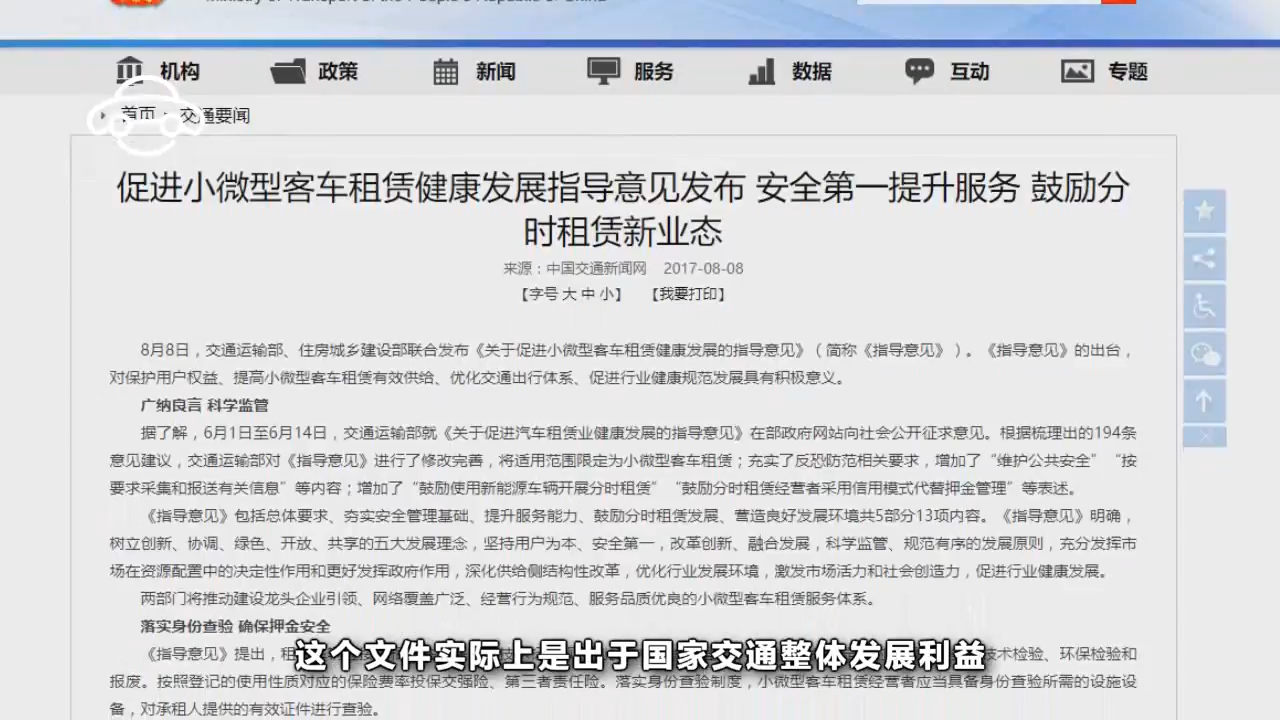 Ministry of Transport of the People's Republic of China
机构 政策 新闻 服务 数据 互动 专题
首页 交通要闻
促进小微型客车租赁健康发展指导意见发布 安全第一提升服务 鼓励分
时租赁新业态
来源：中国交通新闻网 2017-08-08
【字号 大 中 小】 【我要打印】
8月8日，交通运输部、住房城乡建设部联合发布《关于促进小微型客车租赁健康发展的指导意见》（简称《指导意见》）。《指导意见》的出台，
对保护用户权益、提高小微型客车租赁有效供给、优化交通出行体系、促进行业健康规范发展具有积极意义。
广纳良言 科学监管
据了解，6月1日至6月14日，交通运输部就《关于促进汽车租赁业健康发展的指导意见》在部政府网站向社会公开征求意见。根据梳理出的194条
意见建议，交通运输部对《指导意见》进行了修改完善，将适用范围限定为小微型客车租赁；充实了反恐防范相关要求，增加了“维护公共安全”“按
要求采集和报送有关信息”等内容；增加了“鼓励使用新能源车辆开展分时租赁”“鼓励分时租赁经营者采用信用模式代替押金管理”等表述。
《指导意见》包括总体要求、夯实安全管理基础、提升服务能力、鼓励分时租赁发展、营造良好发展环境共5部分13项内容。《指导意见》明确，
树立创新、协调、绿色、开放、共享的五大发展理念，坚持用户为本、安全第一，改革创新、融合发展，科学监管、规范有序的发展原则，充分发挥市
场在资源配置中的决定性作用和更好发挥政府作用，深化供给侧结构性改革，优化行业发展环境，激发市场活力和社会创造力，促进行业健康发展。
两部门将推动建设龙头企业引领、网络覆盖广泛、经营行为规范、服务品质优良的小微型客车租赁服务体系。
落实身份查验 确保押金安全
《指导意见》提出，租 技术检验、环保检验和
这个文件实际上是出于国家交通整体发展利益
报废。按照登记的使用性质对应的保险费率投保交强险、第三者责任险。落实身份查验制度，小微型客车租赁经营者应当具备身份查验所需的设施设
备，对承租人提供的有效证件进行查验。